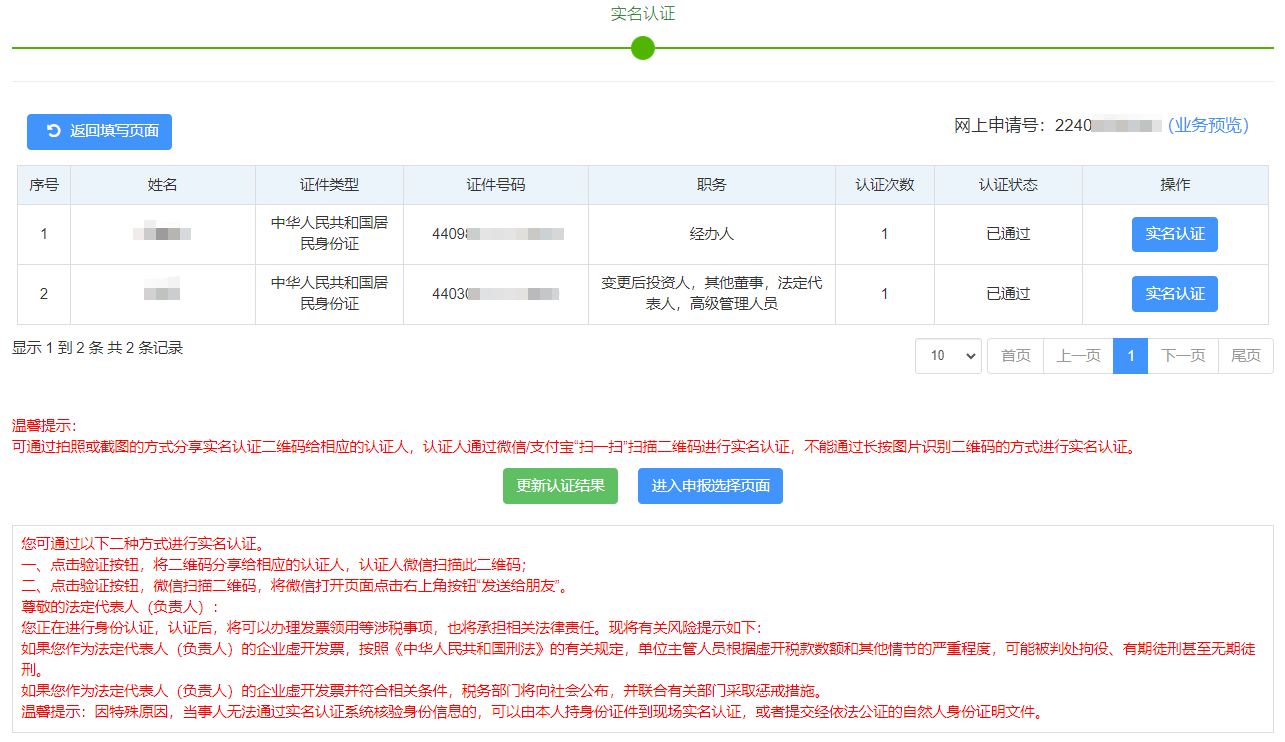 实名认证
返回填写页面
网上申请号：2240 (业务预览)
序号 姓名 证件类型 证件号码 职务 认证次数 认证状态 操作
1 中华人民共和国居民身份证 4409 经办人 1 已通过 实名认证
2 中华人民共和国居民身份证 4403 变更后投资人，其他董事，法定代表人，高级管理人员 1 已通过 实名认证
显示 1 到 2 条 共 2 条记录
10 首页 上一页 1 下一页 尾页
温馨提示：
可通过拍照或截图的方式分享实名认证二维码给相应的认证人，认证人通过微信/支付宝“扫一扫”扫描二维码进行实名认证，不能通过长按图片识别二维码的方式进行实名认证。
更新认证结果 进入申报选择页面
您可通过以下二种方式进行实名认证。
一、点击验证按钮，将二维码分享给相应的认证人，认证人微信扫描此二维码；
二、点击验证按钮，微信扫描二维码，将微信打开页面点击右上角按钮“发送给朋友”。
尊敬的法定代表人（负责人）：
您正在进行身份认证，认证后，将可以办理发票领用等涉税事项，也将承担相关法律责任。现将有关风险提示如下：
如果您作为法定代表人（负责人）的企业虚开发票，按照《中华人民共和国刑法》的有关规定，单位主管人员根据虚开税款数额和其他情节的严重程度，可能被判处拘役、有期徒刑甚至无期徒
刑。
如果您作为法定代表人（负责人）的企业虚开发票并符合相关条件，税务部门将向社会公布，并联合有关部门采取惩戒措施。
温馨提示：因特殊原因，当事人无法通过实名认证系统核验身份信息的，可以由本人持身份证件到现场实名认证，或者提交经依法公证的自然人身份证明文件。